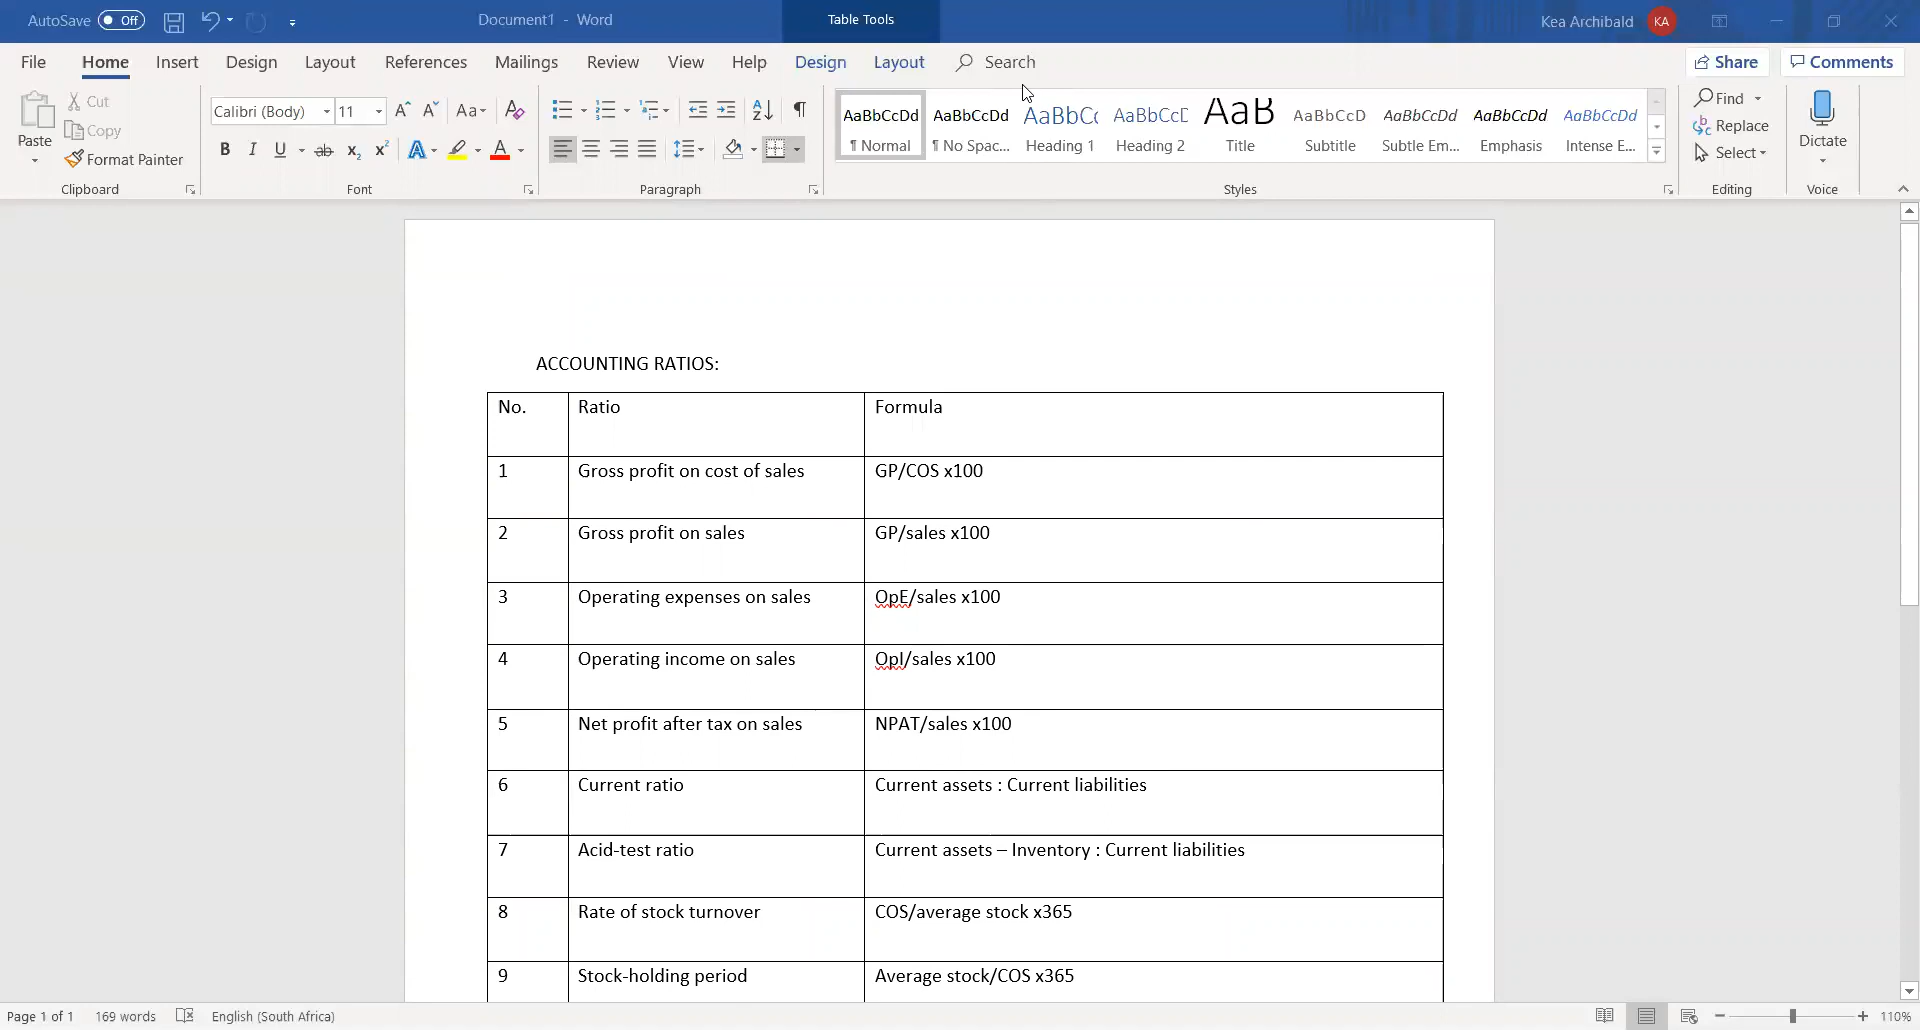 AutoSave Off Document1 - Word Table Tools Kea Archibald KA
File Home Insert Design Layout References Mailings Review View Help Design Layout Search Share Comments
Paste
Cut
Copy
Format Painter
Clipboard
Calibri (Body) 11 Aa
B I U ab x₂ x² A A
Font
Paragraph
AaBbCcDd AaBbCcDd AaBbCc AaBbCcD AaB AaBbCcD AaBbCcDd AaBbCcDd AaBbCcDd
¶ Normal ¶ No Spac... Heading 1 Heading 2 Title Subtitle Subtle Em... Emphasis Intense E...
Styles
Find
Replace
Select
Editing
Dictate
Voice
ACCOUNTING RATIOS:
No. Ratio Formula
1 Gross profit on cost of sales GP/COS x100
2 Gross profit on sales GP/sales x100
3 Operating expenses on sales OpE/sales x100
4 Operating income on sales OpI/sales x100
5 Net profit after tax on sales NPAT/sales x100
6 Current ratio Current assets : Current liabilities
7 Acid-test ratio Current assets – Inventory : Current liabilities
8 Rate of stock turnover COS/average stock x365
9 Stock-holding period Average stock/COS x365
Page 1 of 1 169 words English (South Africa) 110%